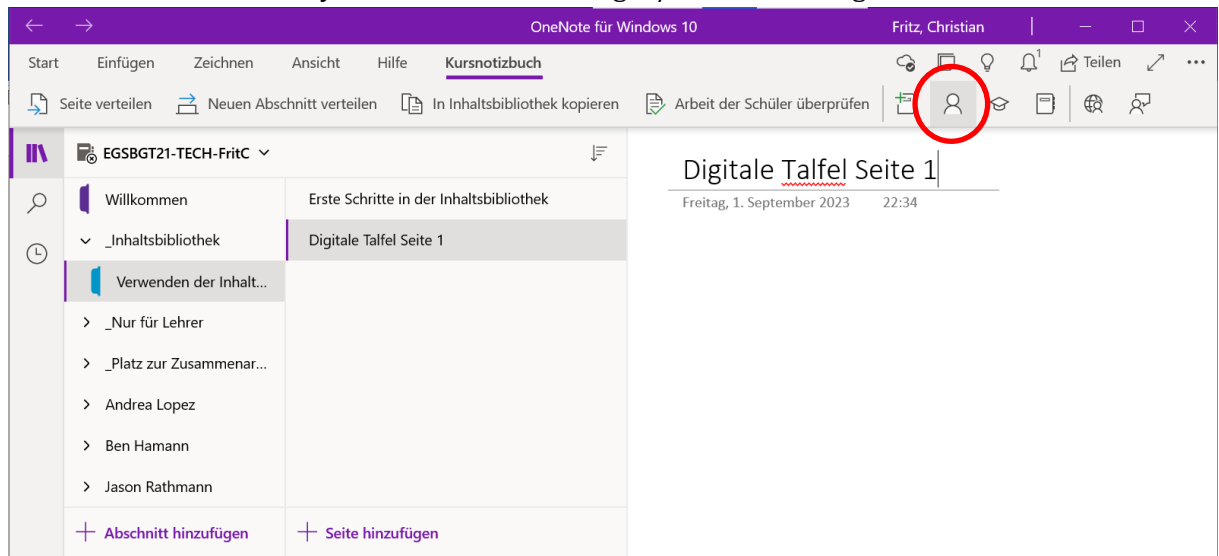 OneNote für Windows 10 Fritz, Christian
Start Einfügen Zeichnen Ansicht Hilfe Kursnotizbuch 1 Teilen
Seite verteilen Neuen Abschnitt verteilen In Inhaltsbibliothek kopieren Arbeit der Schüler überprüfen
EGSBGT21-TECH-FritC
Willkommen
_Inhaltsbibliothek
Verwenden der Inhalt...
_Nur für Lehrer
_Platz zur Zusammenar...
Andrea Lopez
Ben Hamann
Jason Rathmann
Abschnitt hinzufügen
Erste Schritte in der Inhaltsbibliothek
Digitale Talfel Seite 1
Seite hinzufügen
Digitale Talfel Seite 1
Freitag, 1. September 2023 22:34